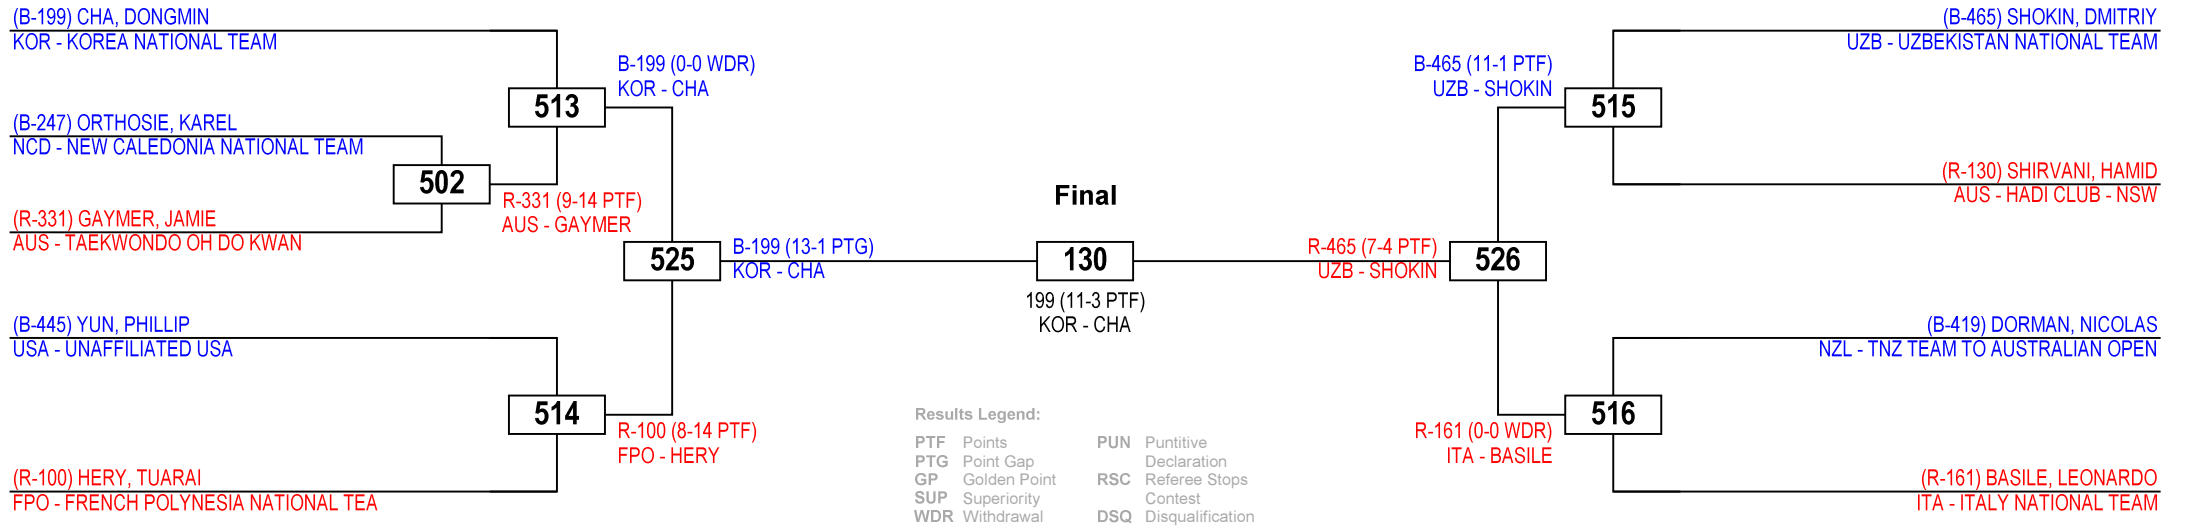 (B-199) CHA, DONGMIN
KOR - KOREA NATIONAL TEAM
B-199 (0-0 WDR)
KOR - CHA
513
(B-247) ORTHOSIE, KAREL
NCD - NEW CALEDONIA NATIONAL TEAM
502
R-331 (9-14 PTF)
AUS - GAYMER
(R-331) GAYMER, JAMIE
AUS - TAEKWONDO OH DO KWAN
525
B-199 (13-1 PTG)
KOR - CHA
(B-445) YUN, PHILLIP
USA - UNAFFILIATED USA
514
R-100 (8-14 PTF)
FPO - HERY
(R-100) HERY, TUARAI
FPO - FRENCH POLYNESIA NATIONAL TEA
Final
130
199 (11-3 PTF)
KOR - CHA
(B-465) SHOKIN, DMITRIY
UZB - UZBEKISTAN NATIONAL TEAM
B-465 (11-1 PTF)
UZB - SHOKIN
515
(R-130) SHIRVANI, HAMID
AUS - HADI CLUB - NSW
R-465 (7-4 PTF)
UZB - SHOKIN
526
(B-419) DORMAN, NICOLAS
NZL - TNZ TEAM TO AUSTRALIAN OPEN
516
R-161 (0-0 WDR)
ITA - BASILE
(R-161) BASILE, LEONARDO
ITA - ITALY NATIONAL TEAM
Results Legend:
PTF Points
PTG Point Gap
GP Golden Point
SUP Superiority
WDR Withdrawal
PUN Puntitive
Declaration
RSC Referee Stops
Contest
DSQ Disqualification